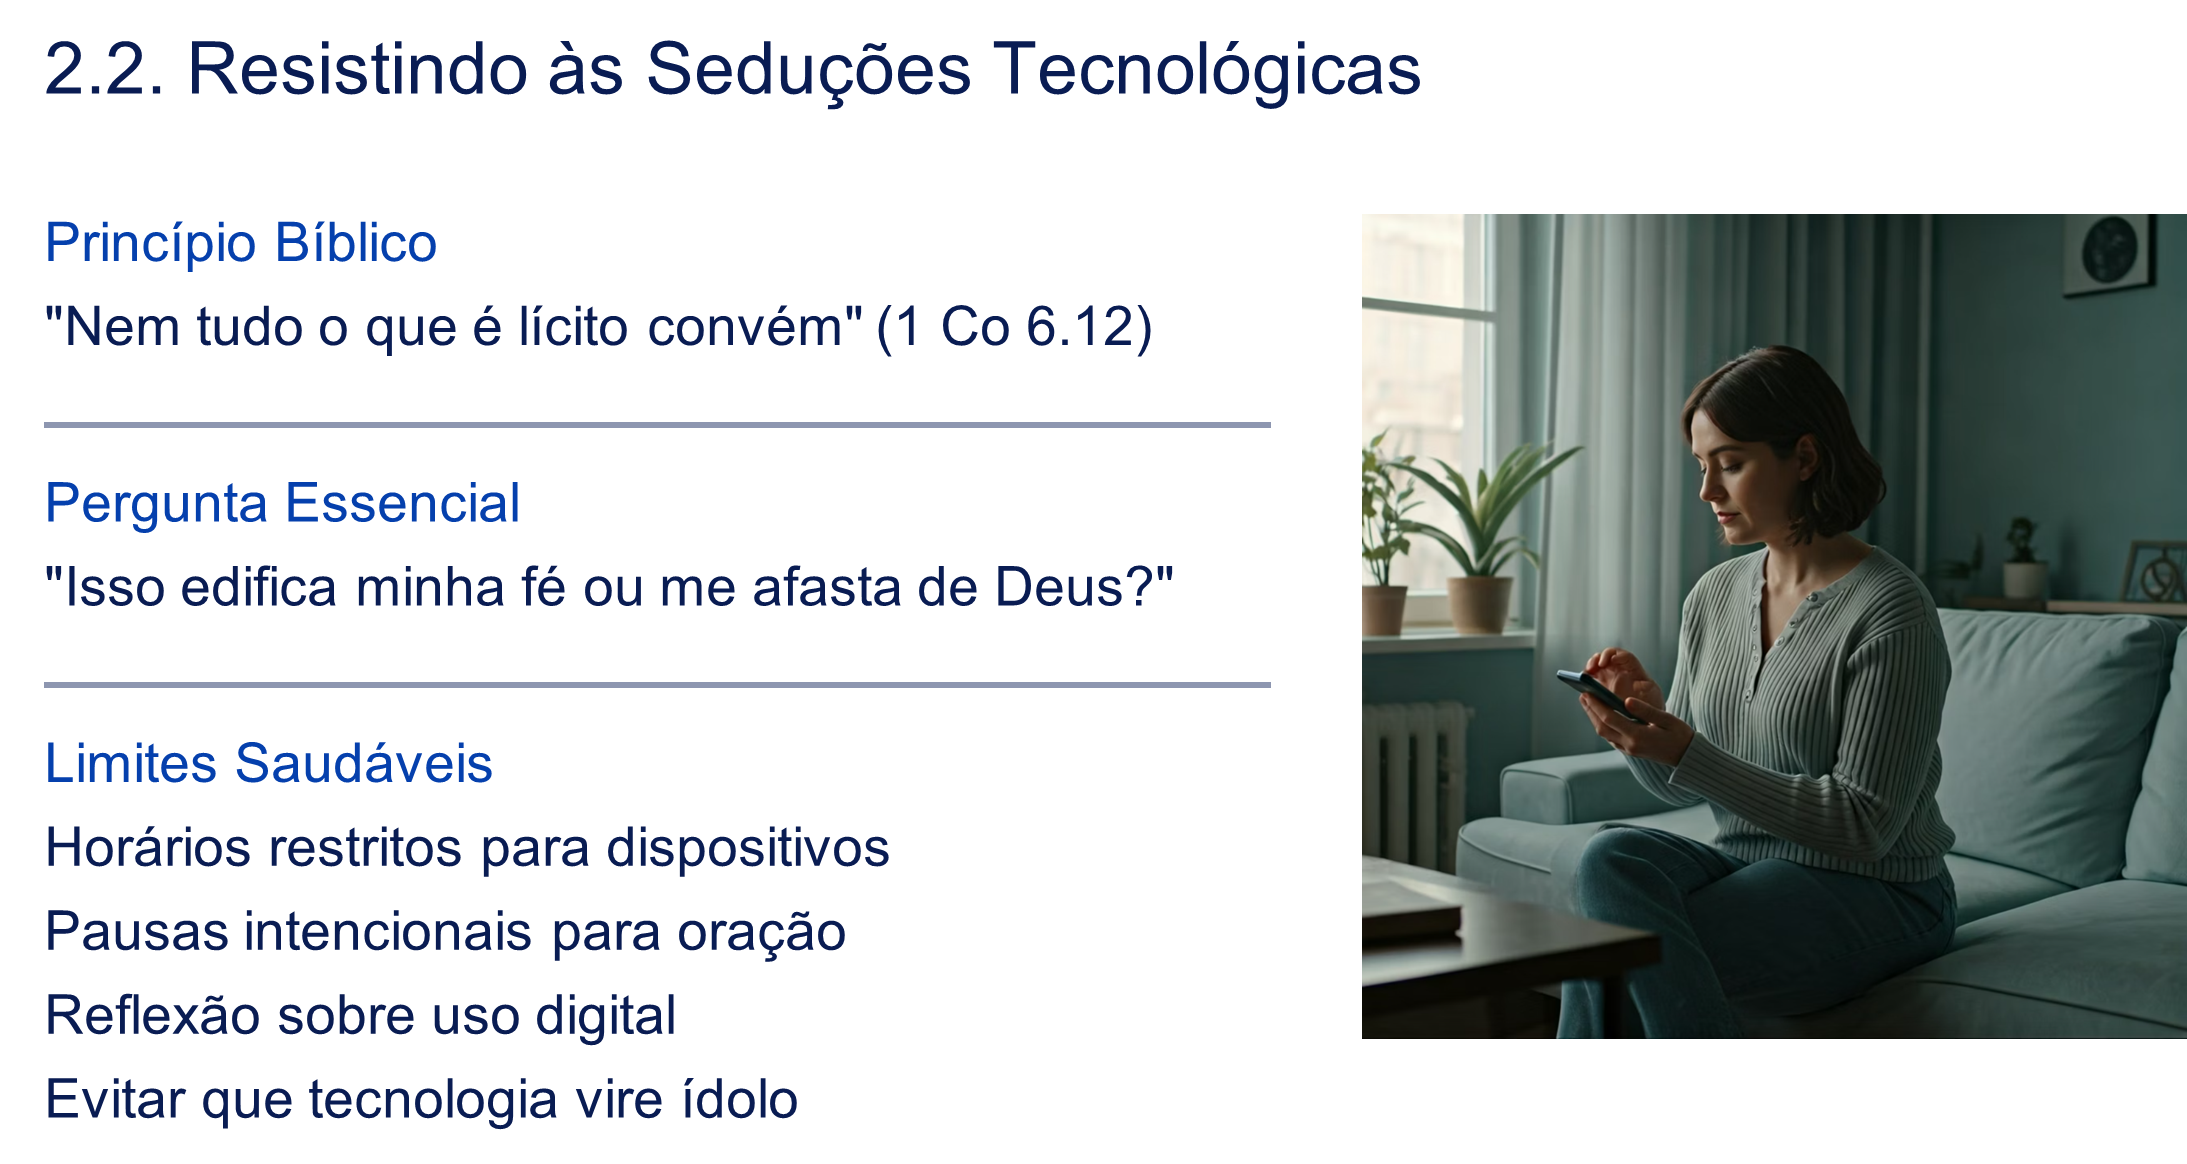 2.2. Resistindo às Seduções Tecnológicas
Princípio Bíblico
"Nem tudo o que é lícito convém" (1 Co 6.12)
Pergunta Essencial
"Isso edifica minha fé ou me afasta de Deus?"
Limites Saudáveis
Horários restritos para dispositivos
Pausas intencionais para oração
Reflexão sobre uso digital
Evitar que tecnologia vire ídolo